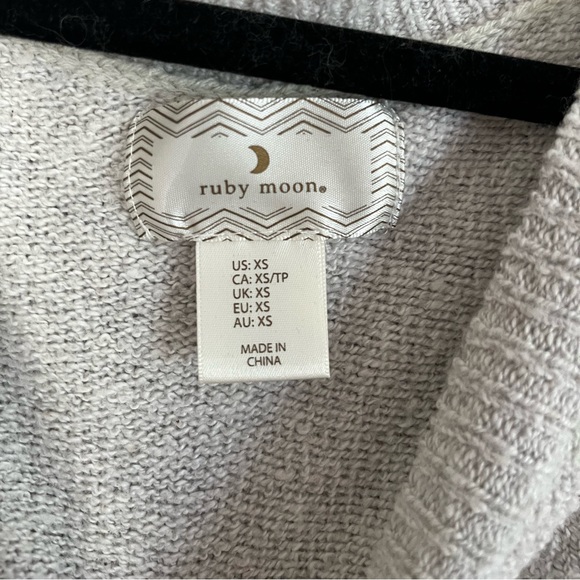 ruby moon®
US: XS
CA: XS/TP
UK: XS
EU: XS
AU: XS
MADE IN
CHINA